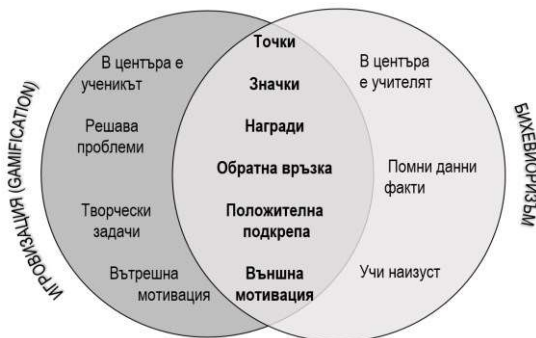 ИГРОВИЗАЦИЯ (GAMIFICATION)
В центъра е
ученикът
Решава
проблеми
Творчески
задачи
Вътрешна
мотивация
Точки
Значки
Награди
Обратна връзка
Положителна
подкрепа
Външна
мотивация
В центъра
е учителят
Помни данни
факти
Учи наизуст
БИХЕВИОРИЗЪМ